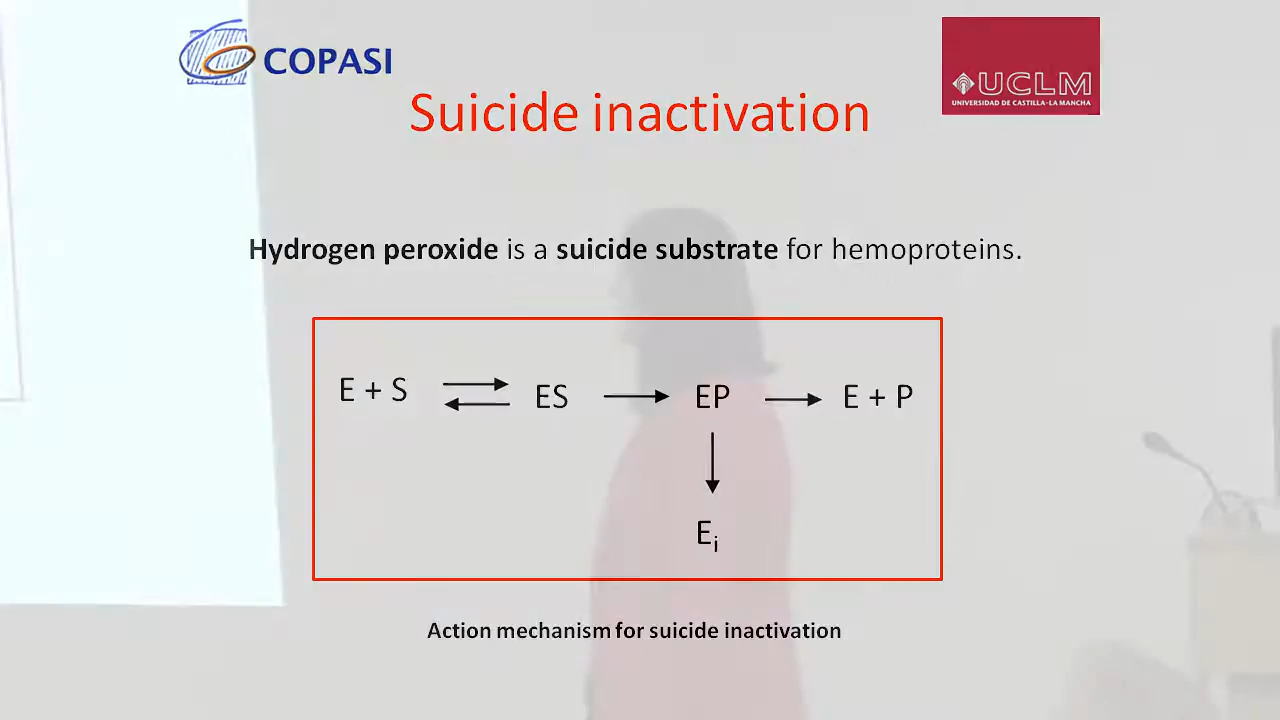 COPASI
UCLM
UNIVERSIDAD DE CASTILLA-LA MANCHA
Suicide inactivation
Hydrogen peroxide is a suicide substrate for hemoproteins.
E + S ⇄ ES → EP → E + P
↓
Ei
Action mechanism for suicide inactivation